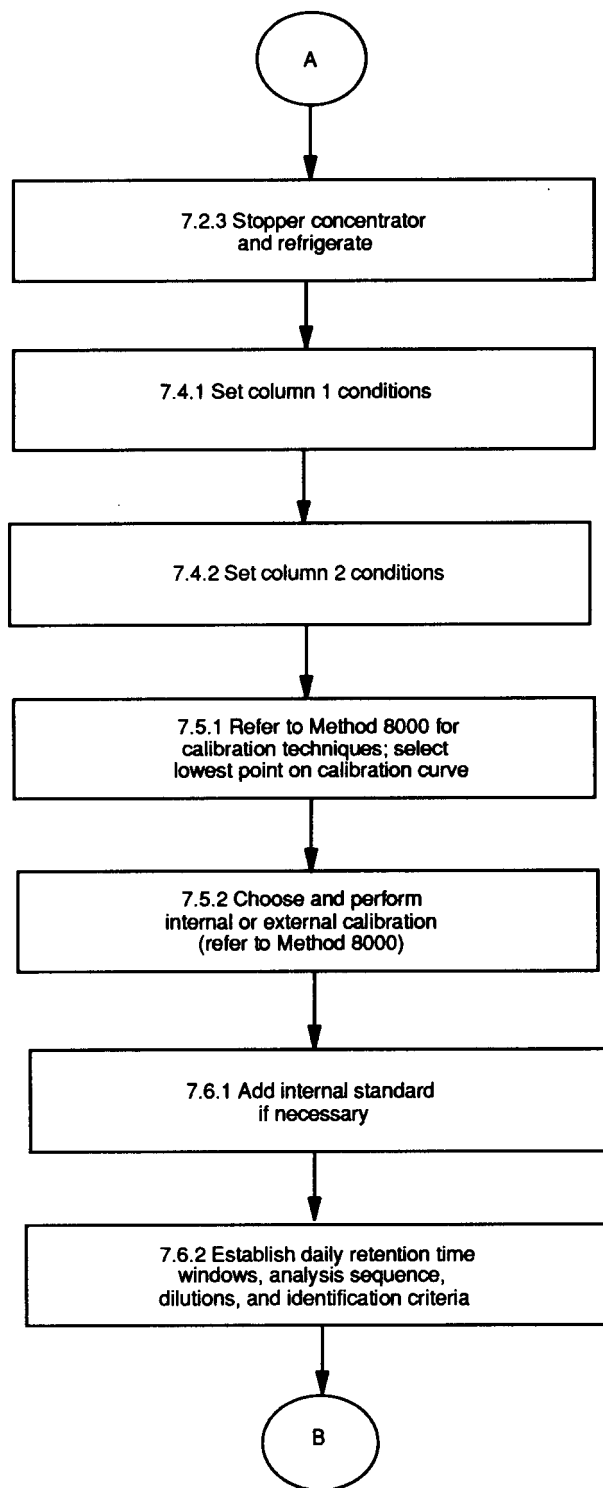 A
7.2.3 Stopper concentrator
and refrigerate
7.4.1 Set column 1 conditions
7.4.2 Set column 2 conditions
7.5.1 Refer to Method 8000 for
calibration techniques; select
lowest point on calibration curve
7.5.2 Choose and perform
internal or external calibration
(refer to Method 8000)
7.6.1 Add internal standard
if necessary
7.6.2 Establish daily retention time
windows, analysis sequence,
dilutions, and identification criteria
B